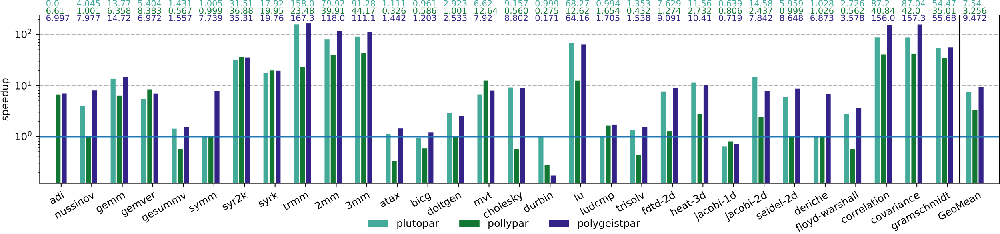 0.0 4.045 13.77 5.404 1.431 1.005 31.51 17.92 158.0 79.92 91.28 1.111 0.961 2.923 6.62 9.157 0.999 68.27 0.994 1.353 7.629 11.56 0.639 14.58 5.959 1.028 2.726 87.2 87.04 54.47 7.54
6.61 1.001 6.358 8.383 0.567 0.999 36.88 19.95 23.48 39.91 44.17 0.326 0.586 1.001 12.64 0.560 0.275 12.62 1.654 0.432 1.274 2.732 0.806 2.437 0.999 1.026 0.562 40.84 42.0 35.01 3.256
6.997 7.977 14.72 6.972 1.557 7.739 35.31 19.76 167.3 118.0 111.1 1.442 1.203 2.533 7.92 8.802 0.171 64.16 1.705 1.538 9.091 10.41 0.719 7.842 8.648 6.873 3.578 156.0 157.3 55.68 9.472
speedup
10²
10¹
10⁰
adi nussinov gemm gemver gesummv symm syr2k syrk trmm 2mm 3mm atax bicg doitgen mvt cholesky durbin lu ludcmp trisolv fdtd-2d heat-3d jacobi-1d jacobi-2d seidel-2d deriche floyd-warshall correlation covariance gramschmidt GeoMean
plutopar pollypar polygeistpar